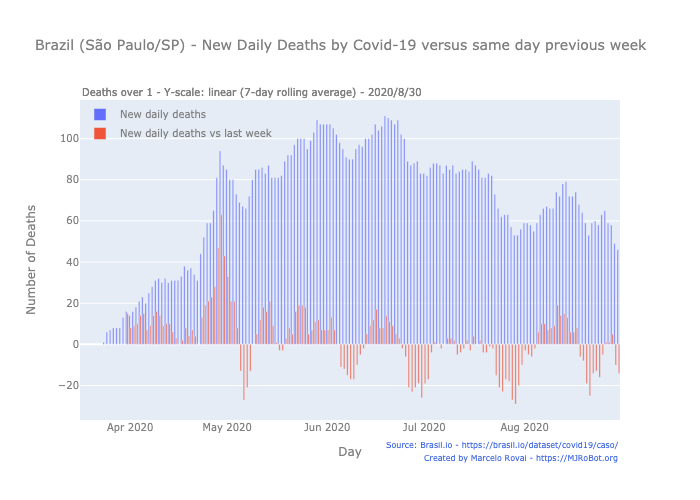 Brazil (São Paulo/SP) - New Daily Deaths by Covid-19 versus same day previous week
Deaths over 1 - Y-scale: linear (7-day rolling average) - 2020/8/30
New daily deaths
New daily deaths vs last week
100
80
60
40
20
0
−20
Number of Deaths
Apr 2020
May 2020
Jun 2020
Jul 2020
Aug 2020
Day
Source: Brasil.io - https://brasil.io/dataset/covid19/caso/
Created by Marcelo Rovai - https://MJRoBot.org